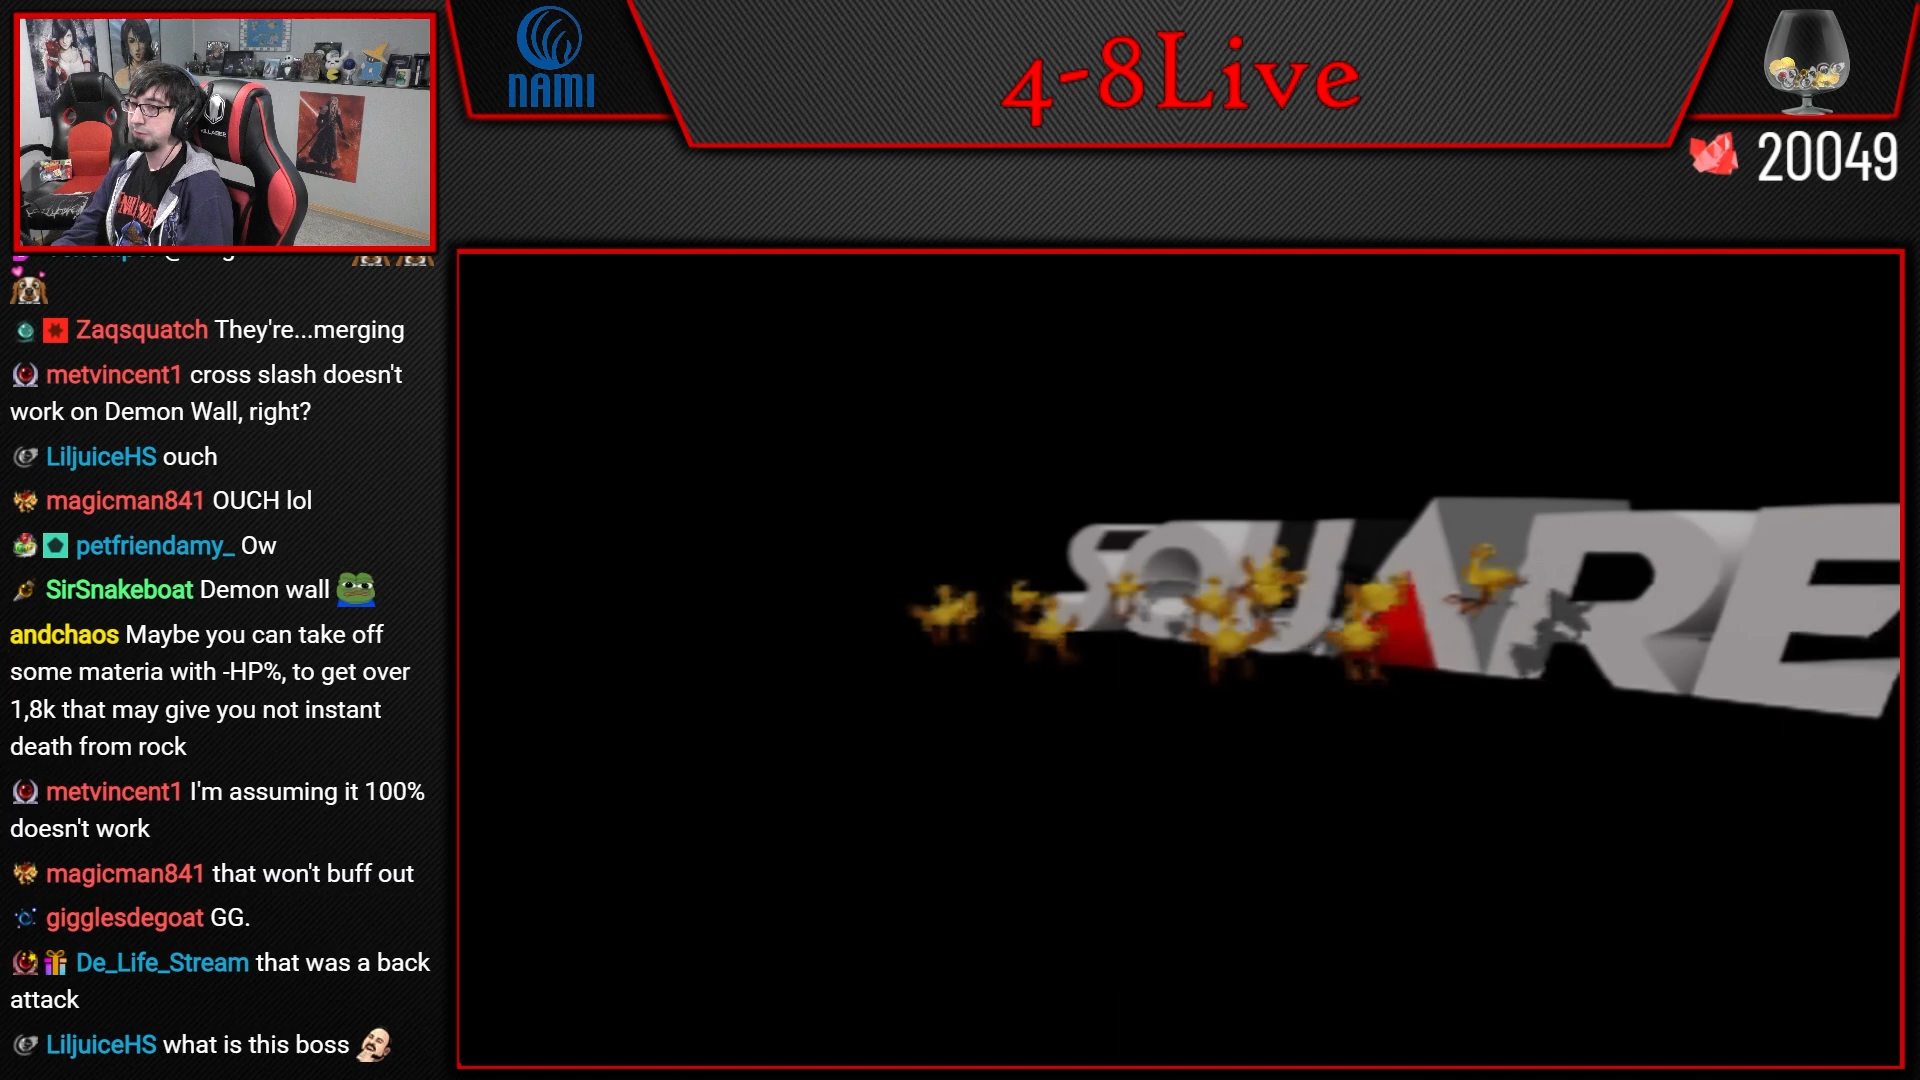 NAMI
4-8Live
20049
Zaqsquatch They're...merging
metvincent1 cross slash doesn't
work on Demon Wall, right?
LiljuiceHS ouch
magicman841 OUCH lol
petfriendamy_ Ow
SirSnakeboat Demon wall
andchaos Maybe you can take off
some materia with -HP%, to get over
1,8k that may give you not instant
death from rock
metvincent1 I'm assuming it 100%
doesn't work
magicman841 that won't buff out
gigglesdegoat GG.
De_Life_Stream that was a back
attack
LiljuiceHS what is this boss
SQUARE